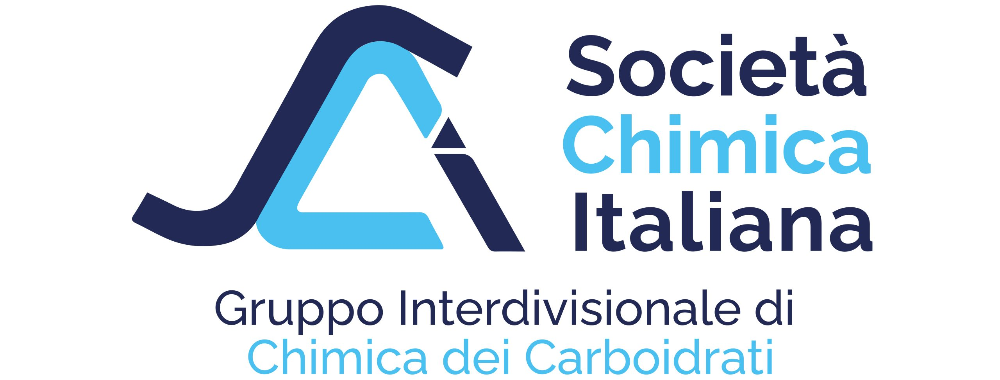 Società
Chimica
Italiana
Gruppo Interdivisionale di
Chimica dei Carboidrati